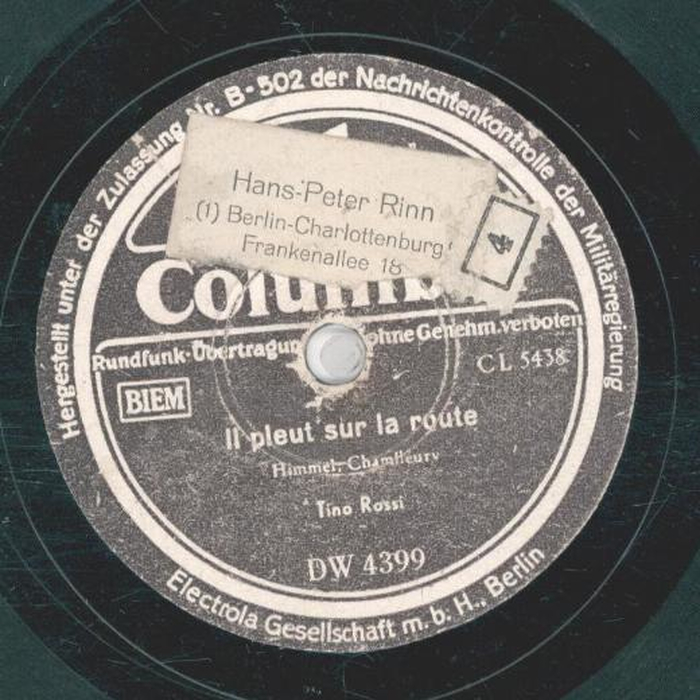 Hergestellt unter der Zulassung Nr. B-502 der Nachrichtenkontrolle der Militärregierung
Hans-Peter Rinn
(1) Berlin-Charlottenburg
Frankenallee 18
4
Columb
Rundfunk-Übertragun ohne Genehm. verboten
CL 5438
BIEM
Il pleut sur la route
Himmel, Chamfleury
Tino Rossi
DW 4399
Electrola Gesellschaft m. b. H., Berlin